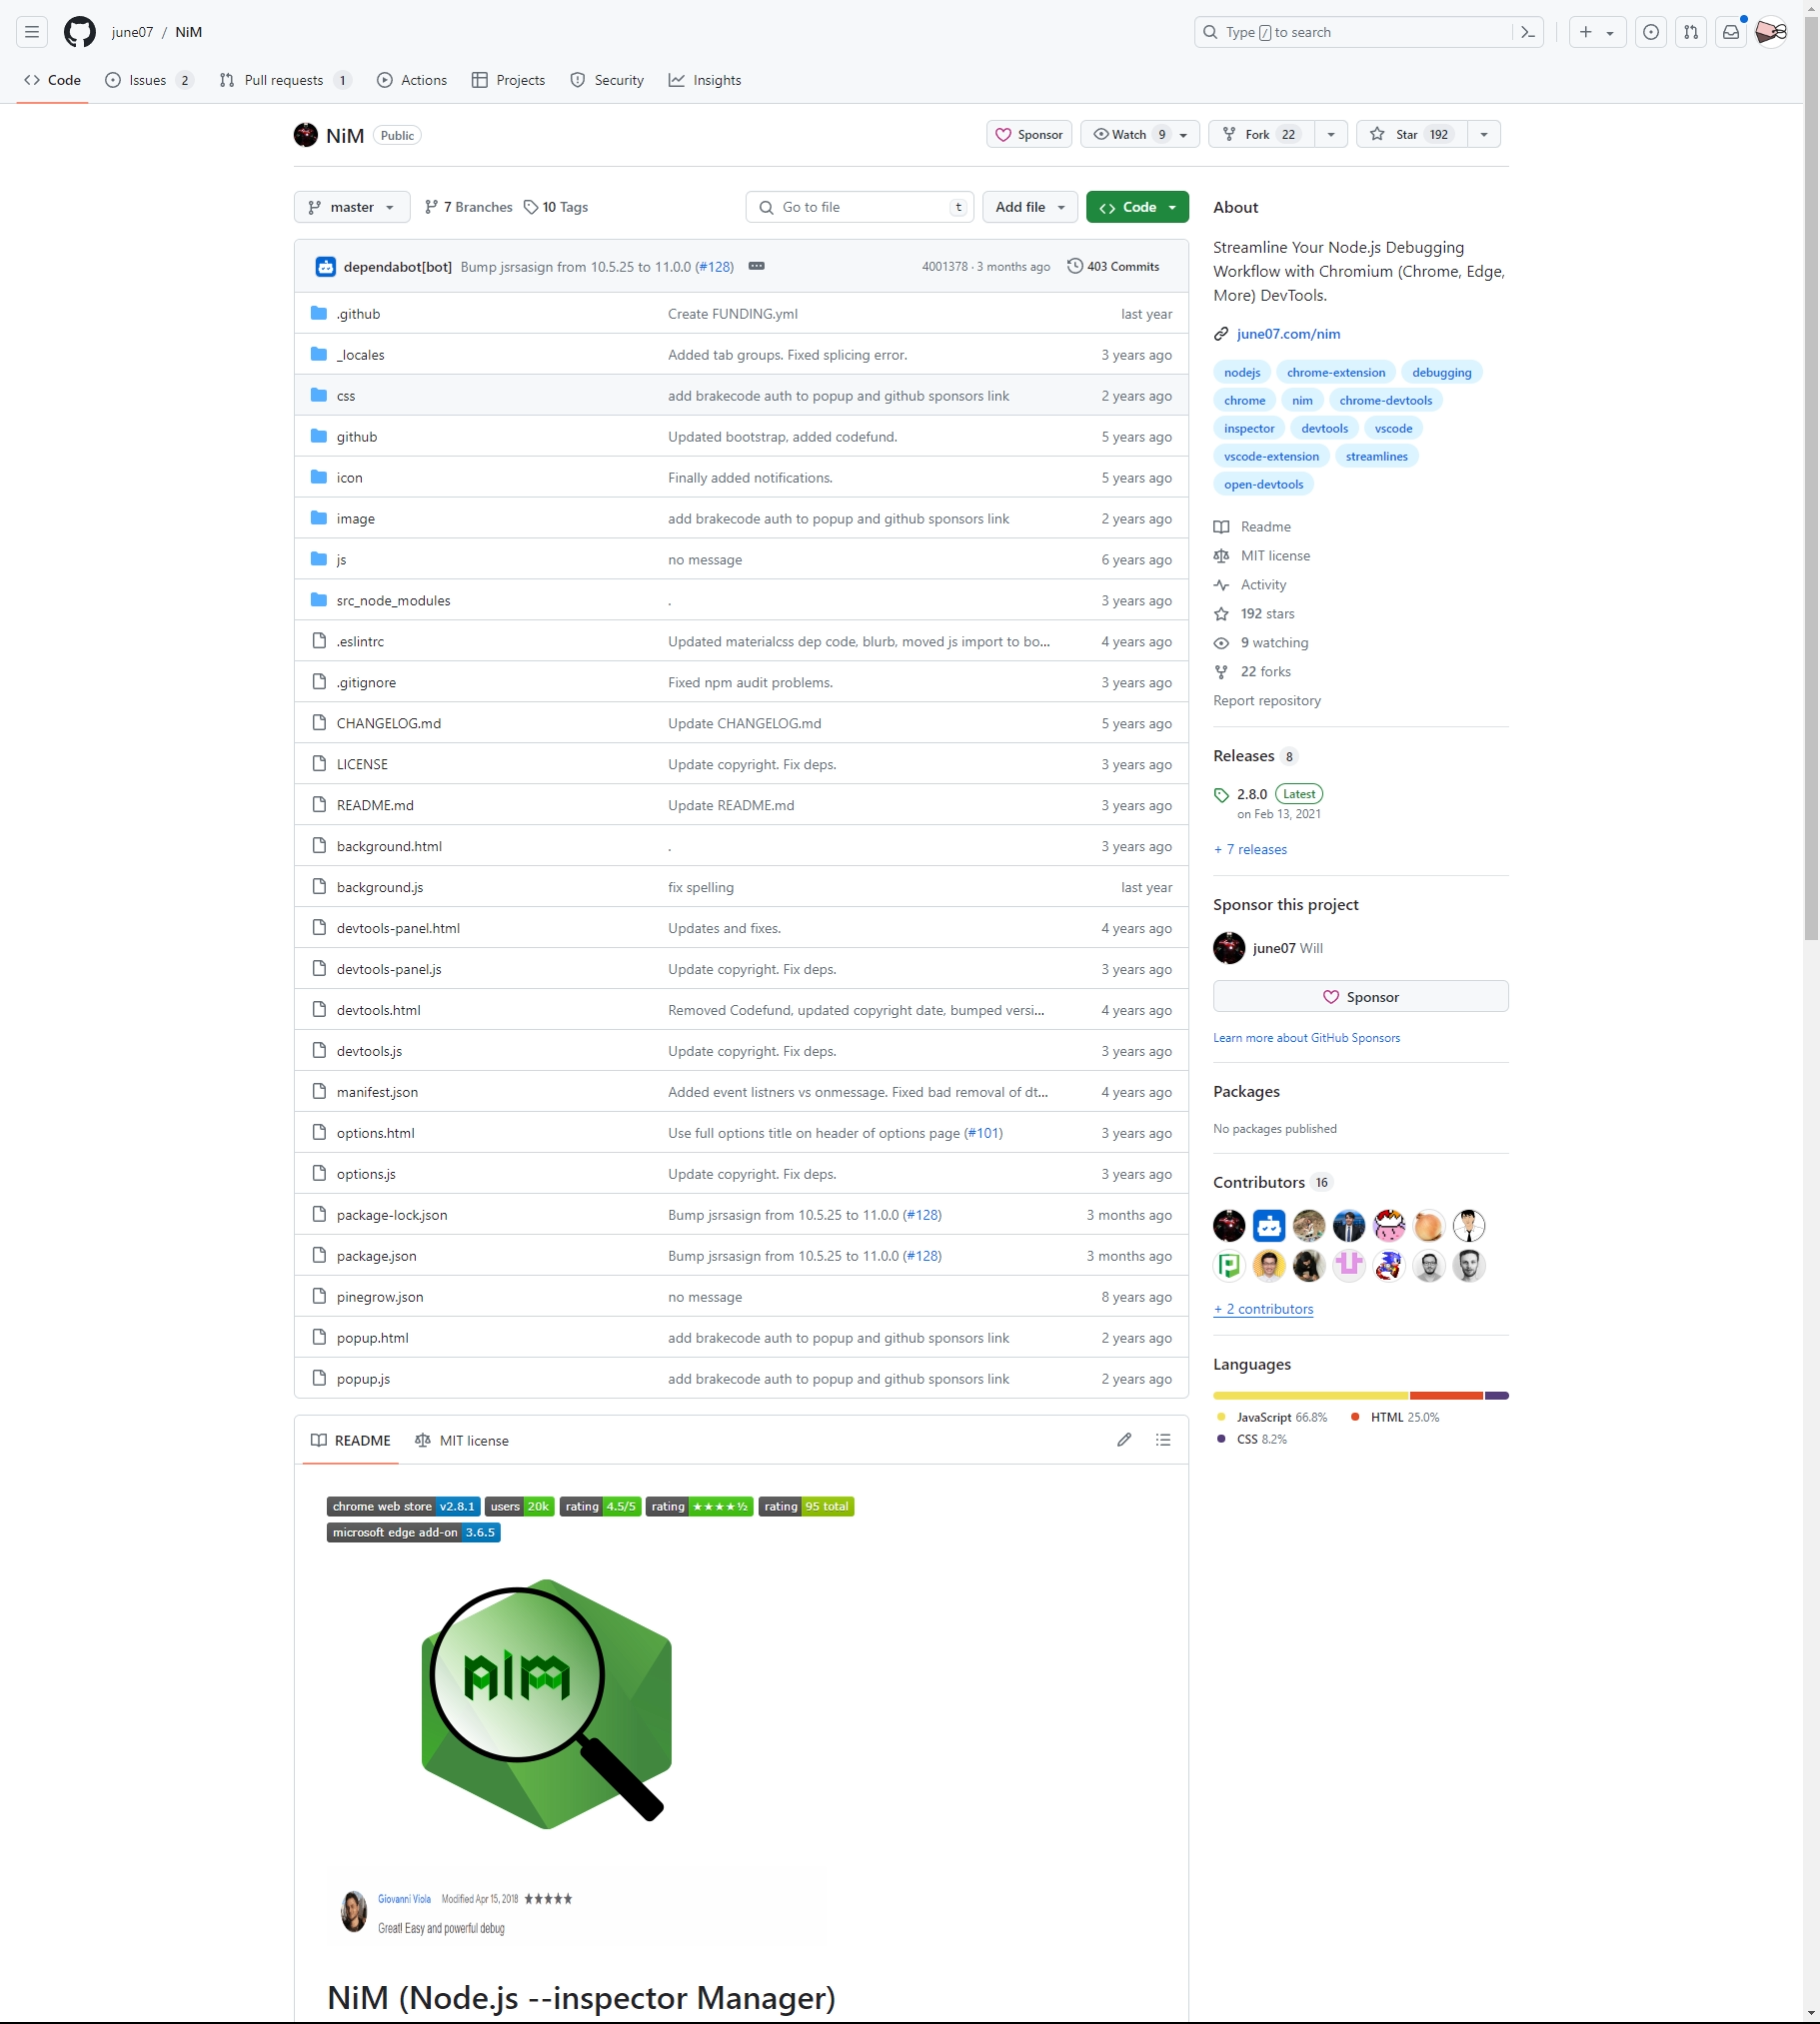 june07 / NiM
Type / to search
Code Issues 2 Pull requests 1 Actions Projects Security Insights
NiM Public
Sponsor Watch 9 Fork 22 Star 192
master 7 Branches 10 Tags Go to file t Add file Code
dependabot[bot] Bump jsrsasign from 10.5.25 to 11.0.0 (#128) 4001378 · 3 months ago 403 Commits
.github Create FUNDING.yml last year
_locales Added tab groups. Fixed splicing error. 3 years ago
css add brakecode auth to popup and github sponsors link 2 years ago
github Updated bootstrap, added codefund. 5 years ago
icon Finally added notifications. 5 years ago
image add brakecode auth to popup and github sponsors link 2 years ago
js no message 6 years ago
src_node_modules . 3 years ago
.eslintrc Updated materialcss dep code, blurb, moved js import to bo... 4 years ago
.gitignore Fixed npm audit problems. 3 years ago
CHANGELOG.md Update CHANGELOG.md 5 years ago
LICENSE Update copyright. Fix deps. 3 years ago
README.md Update README.md 3 years ago
background.html . 3 years ago
background.js fix spelling last year
devtools-panel.html Updates and fixes. 4 years ago
devtools-panel.js Update copyright. Fix deps. 3 years ago
devtools.html Removed Codefund, updated copyright date, bumped versi... 4 years ago
devtools.js Update copyright. Fix deps. 3 years ago
manifest.json Added event listners vs onmessage. Fixed bad removal of dt... 4 years ago
options.html Use full options title on header of options page (#101) 3 years ago
options.js Update copyright. Fix deps. 3 years ago
package-lock.json Bump jsrsasign from 10.5.25 to 11.0.0 (#128) 3 months ago
package.json Bump jsrsasign from 10.5.25 to 11.0.0 (#128) 3 months ago
pinegrow.json no message 8 years ago
popup.html add brakecode auth to popup and github sponsors link 2 years ago
popup.js add brakecode auth to popup and github sponsors link 2 years ago
README MIT license
chrome web store v2.8.1 users 20k rating 4.5/5 rating ★★★★½ rating 95 total
microsoft edge add-on 3.6.5
nim
Giovanni Viola Modified Apr 15, 2018 ★★★★★
Great! Easy and powerful debug
NiM (Node.js --inspector Manager)
About
Streamline Your Node.js Debugging
Workflow with Chromium (Chrome, Edge,
More) DevTools.
june07.com/nim
nodejs chrome-extension debugging
chrome nim chrome-devtools
inspector devtools vscode
vscode-extension streamlines
open-devtools
Readme
MIT license
Activity
192 stars
9 watching
22 forks
Report repository
Releases 8
2.8.0 Latest
on Feb 13, 2021
+ 7 releases
Sponsor this project
june07 Will
Sponsor
Learn more about GitHub Sponsors
Packages
No packages published
Contributors 16
+ 2 contributors
Languages
JavaScript 66.8% HTML 25.0%
CSS 8.2%